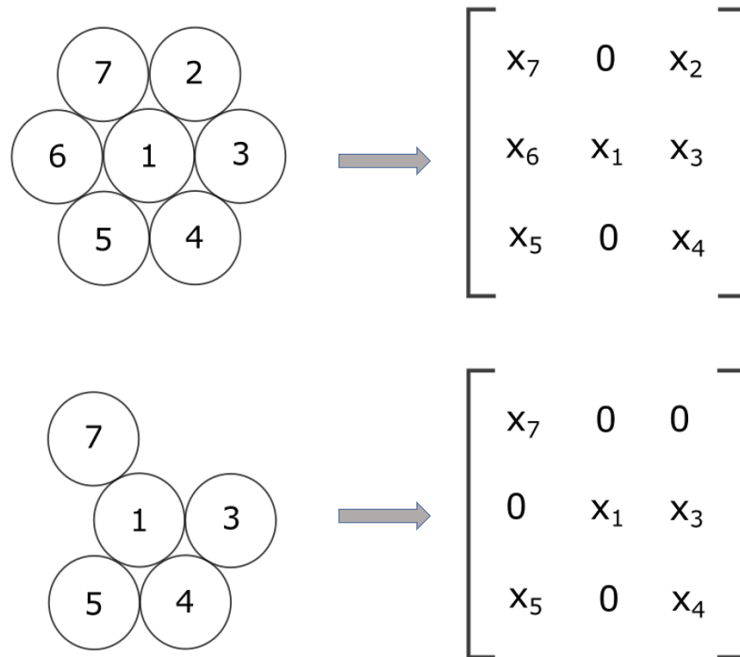 7 2
6 1 3
5 4
x₇ 0 x₂
x₆ x₁ x₃
x₅ 0 x₄
7
1 3
5 4
x₇ 0 0
0 x₁ x₃
x₅ 0 x₄